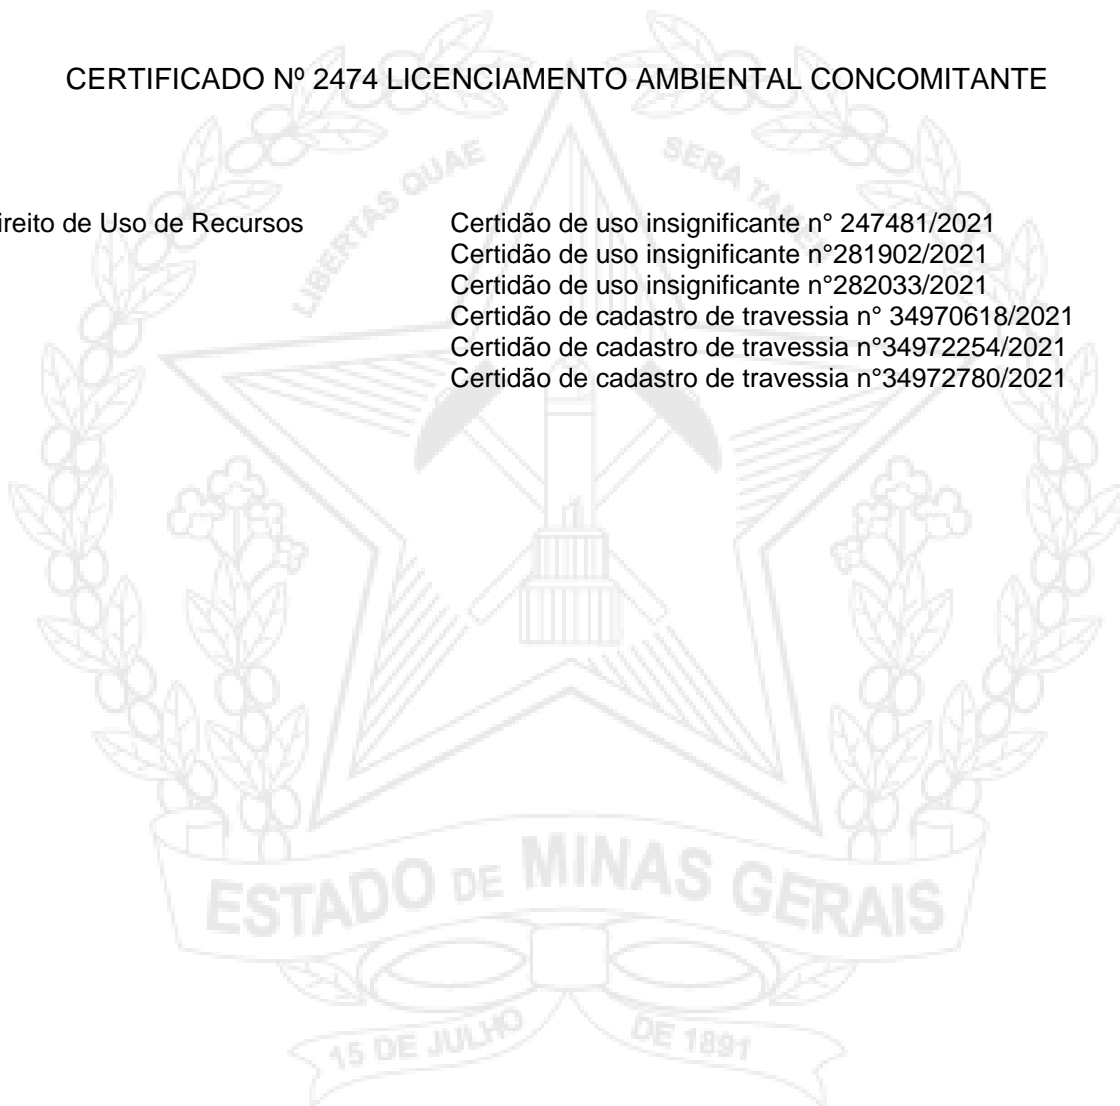 CERTIFICADO Nº 2474 LICENCIAMENTO AMBIENTAL CONCOMITANTE
LIBERTAS QUAE SERA TAMEN
ireito de Uso de Recursos Certidão de uso insignificante n° 247481/2021
Certidão de uso insignificante n°281902/2021
Certidão de uso insignificante n°282033/2021
Certidão de cadastro de travessia n° 34970618/2021
Certidão de cadastro de travessia n°34972254/2021
Certidão de cadastro de travessia n°34972780/2021
ESTADO DE MINAS GERAIS
15 DE JULHO DE 1891